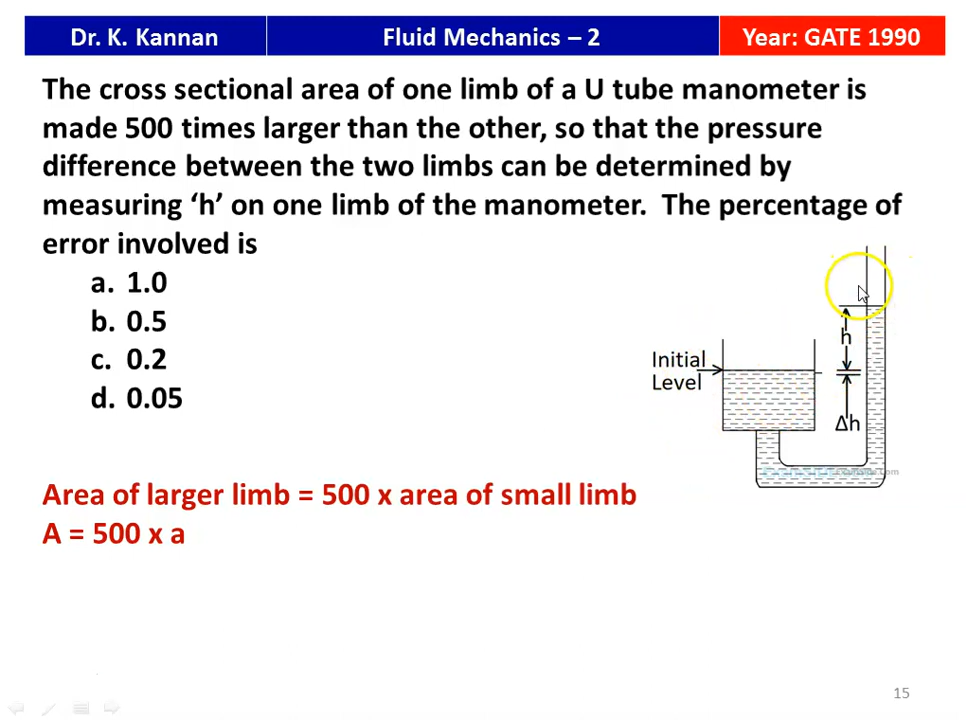 Dr. K. Kannan
Fluid Mechanics – 2
Year: GATE 1990
The cross sectional area of one limb of a U tube manometer is
made 500 times larger than the other, so that the pressure
difference between the two limbs can be determined by
measuring ‘h’ on one limb of the manometer. The percentage of
error involved is
a. 1.0
b. 0.5
c. 0.2
d. 0.05
h
Initial
Level
Δh
Area of larger limb = 500 x area of small limb
A = 500 x a
15